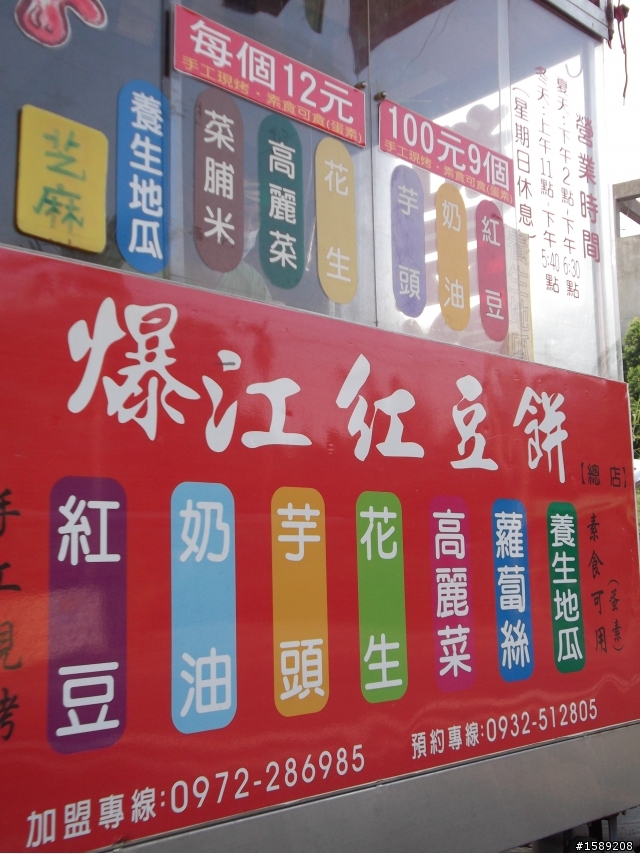 每個12元
手工現烤．素食可食(蛋素)
100元9個
手工現烤．素食可食(蛋素)
營業時間
夏天:下午2點-下午6:30點
冬天:上午11點-下午5:40點
(星期日休息)
芝麻
養生地瓜
菜脯米
高麗菜
花生
芋頭
奶油
紅豆
爆江紅豆餅
【總店】
手工現烤
紅豆
奶油
芋頭
花生
高麗菜
蘿蔔絲
養生地瓜
素食可用
(蛋素)
加盟專線:0972-286985
預約專線:0932-512805
#1589208